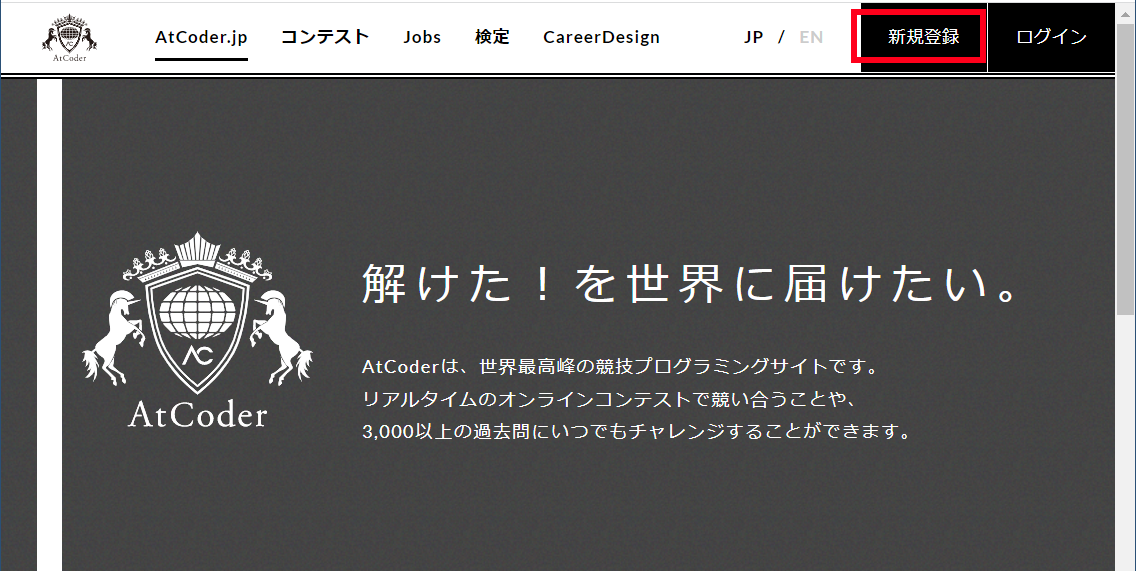 AtCoder
AtCoder.jp コンテスト Jobs 検定 CareerDesign JP / EN 新規登録 ログイン
AC
AtCoder
解けた！を世界に届けたい。
AtCoderは、世界最高峰の競技プログラミングサイトです。
リアルタイムのオンラインコンテストで競い合うことや、
3,000以上の過去問にいつでもチャレンジすることができます。